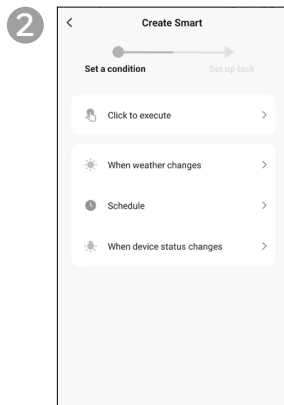 2
Create Smart
Set a condition Set up task
Click to execute
When weather changes
Schedule
When device status changes